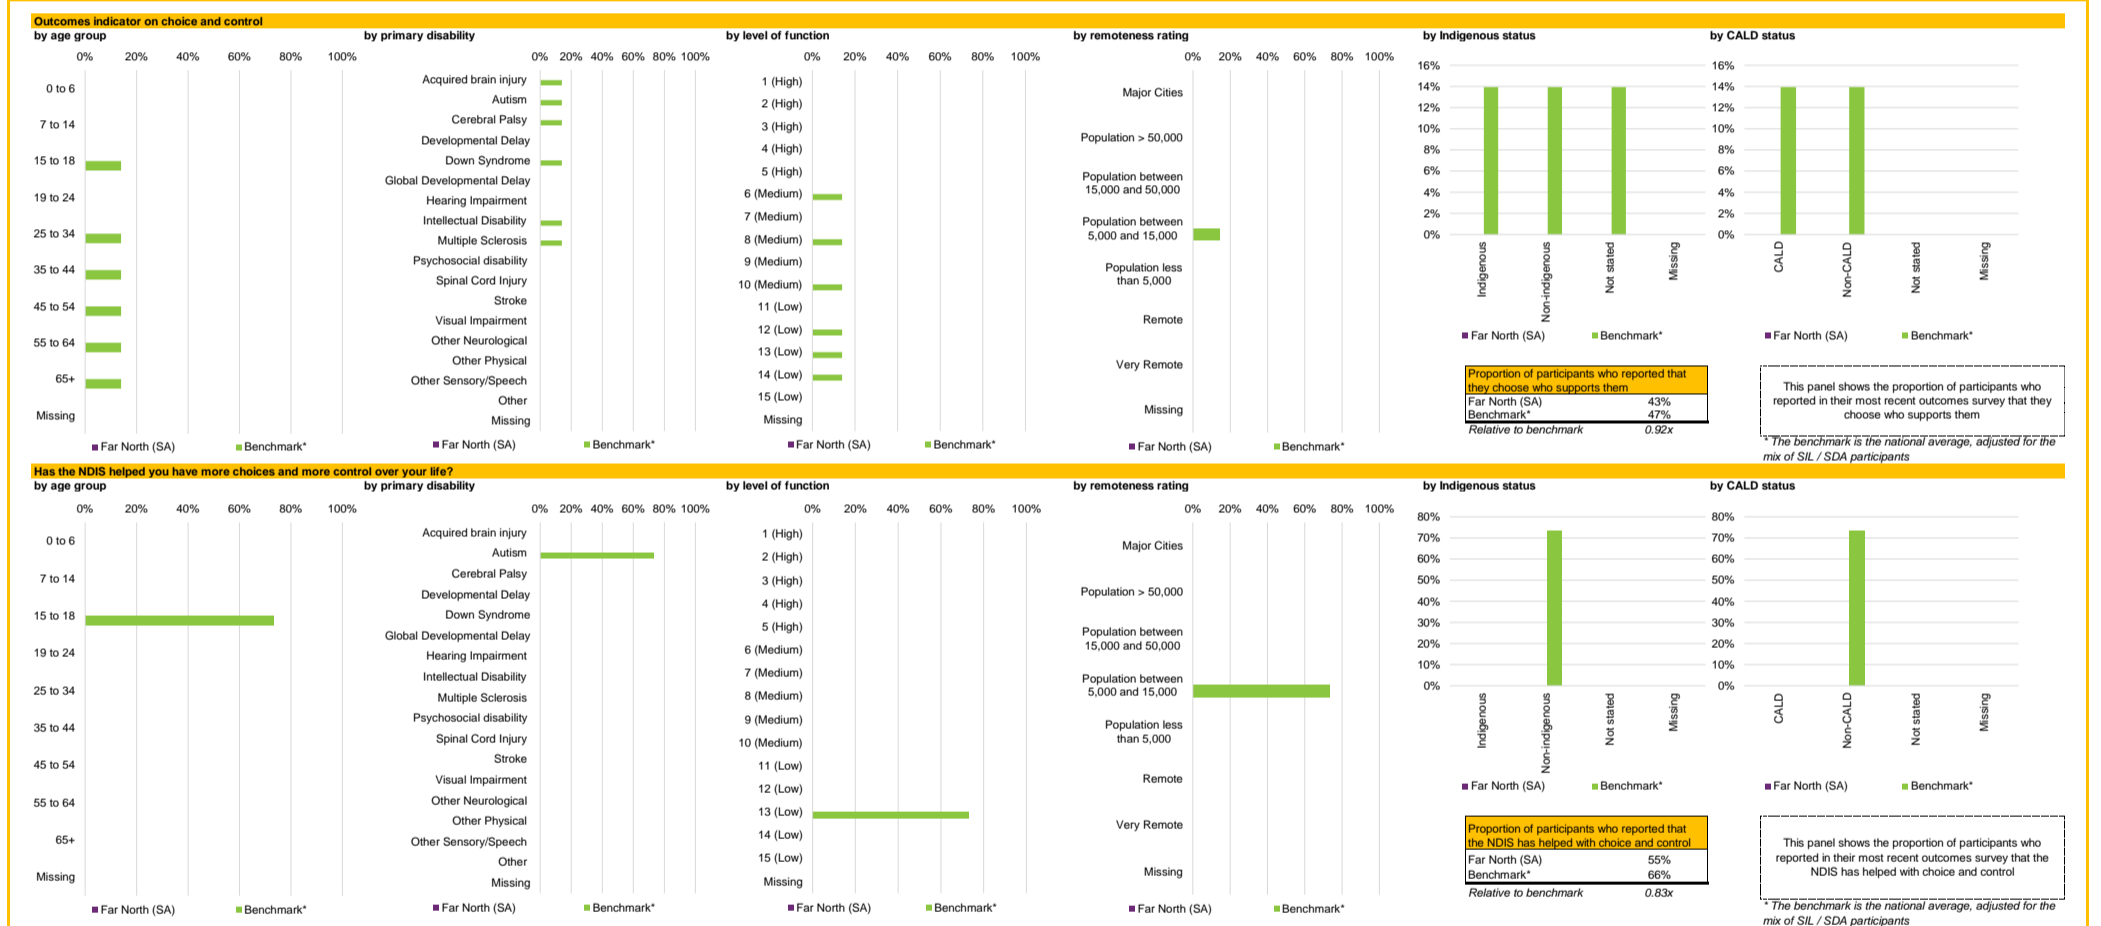 Outcomes indicator on choice and control
by age group
0% 20% 40% 60% 80% 100%
0 to 6
7 to 14
15 to 18
19 to 24
25 to 34
35 to 44
45 to 54
55 to 64
65+
Missing
Far North (SA) Benchmark*
by primary disability
0% 20% 40% 60% 80% 100%
Acquired brain injury
Autism
Cerebral Palsy
Developmental Delay
Down Syndrome
Global Developmental Delay
Hearing Impairment
Intellectual Disability
Multiple Sclerosis
Psychosocial disability
Spinal Cord Injury
Stroke
Visual Impairment
Other Neurological
Other Physical
Other Sensory/Speech
Other
Missing
Far North (SA) Benchmark*
by level of function
0% 20% 40% 60% 80% 100%
1 (High)
2 (High)
3 (High)
4 (High)
5 (High)
6 (Medium)
7 (Medium)
8 (Medium)
9 (Medium)
10 (Medium)
11 (Low)
12 (Low)
13 (Low)
14 (Low)
15 (Low)
Missing
Far North (SA) Benchmark*
by remoteness rating
0% 20% 40% 60% 80% 100%
Major Cities
Population > 50,000
Population between
15,000 and 50,000
Population between
5,000 and 15,000
Population less
than 5,000
Remote
Very Remote
Missing
Far North (SA) Benchmark*
by Indigenous status
16%
14%
12%
10%
8%
6%
4%
2%
0%
Indigenous
Non-indigenous
Not stated
Missing
Far North (SA) Benchmark*
by CALD status
16%
14%
12%
10%
8%
6%
4%
2%
0%
CALD
Non-CALD
Not stated
Missing
Far North (SA) Benchmark*
Proportion of participants who reported that
they choose who supports them
Far North (SA) 43%
Benchmark* 47%
Relative to benchmark 0.92x
This panel shows the proportion of participants who
reported in their most recent outcomes survey that they
choose who supports them
* The benchmark is the national average, adjusted for the
mix of SIL / SDA participants
Has the NDIS helped you have more choices and more control over your life?
by age group
0% 20% 40% 60% 80% 100%
0 to 6
7 to 14
15 to 18
19 to 24
25 to 34
35 to 44
45 to 54
55 to 64
65+
Missing
Far North (SA) Benchmark*
by primary disability
0% 20% 40% 60% 80% 100%
Acquired brain injury
Autism
Cerebral Palsy
Developmental Delay
Down Syndrome
Global Developmental Delay
Hearing Impairment
Intellectual Disability
Multiple Sclerosis
Psychosocial disability
Spinal Cord Injury
Stroke
Visual Impairment
Other Neurological
Other Physical
Other Sensory/Speech
Other
Missing
Far North (SA) Benchmark*
by level of function
0% 20% 40% 60% 80% 100%
1 (High)
2 (High)
3 (High)
4 (High)
5 (High)
6 (Medium)
7 (Medium)
8 (Medium)
9 (Medium)
10 (Medium)
11 (Low)
12 (Low)
13 (Low)
14 (Low)
15 (Low)
Missing
Far North (SA) Benchmark*
by remoteness rating
0% 20% 40% 60% 80% 100%
Major Cities
Population > 50,000
Population between
15,000 and 50,000
Population between
5,000 and 15,000
Population less
than 5,000
Remote
Very Remote
Missing
Far North (SA) Benchmark*
by Indigenous status
80%
70%
60%
50%
40%
30%
20%
10%
0%
Indigenous
Non-indigenous
Not stated
Missing
Far North (SA) Benchmark*
by CALD status
80%
70%
60%
50%
40%
30%
20%
10%
0%
CALD
Non-CALD
Not stated
Missing
Far North (SA) Benchmark*
Proportion of participants who reported that
the NDIS has helped with choice and control
Far North (SA) 55%
Benchmark* 66%
Relative to benchmark 0.83x
This panel shows the proportion of participants who
reported in their most recent outcomes survey that the
NDIS has helped with choice and control
* The benchmark is the national average, adjusted for the
mix of SIL / SDA participants